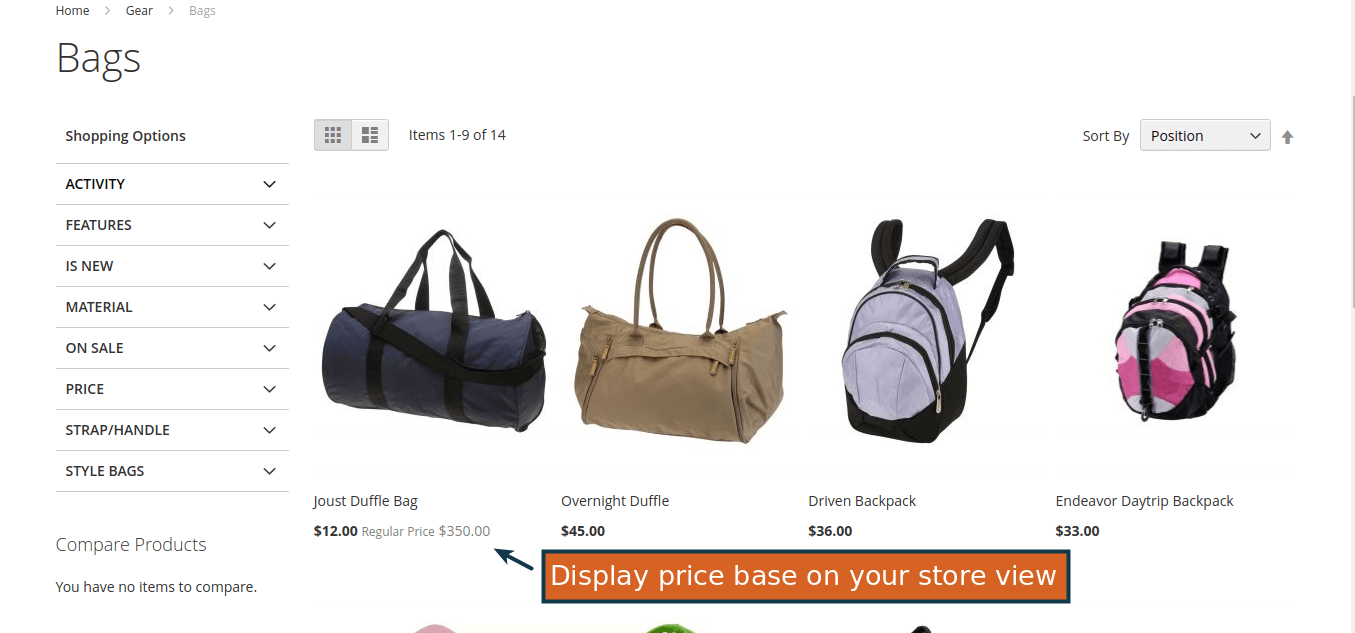 Home > Gear > Bags
Bags
Shopping Options
Items 1-9 of 14
Sort By Position
ACTIVITY
FEATURES
IS NEW
MATERIAL
ON SALE
PRICE
STRAP/HANDLE
STYLE BAGS
Joust Duffle Bag
$12.00 Regular Price $350.00
Overnight Duffle
$45.00
Driven Backpack
$36.00
Endeavor Daytrip Backpack
$33.00
Display price base on your store view
Compare Products
You have no items to compare.